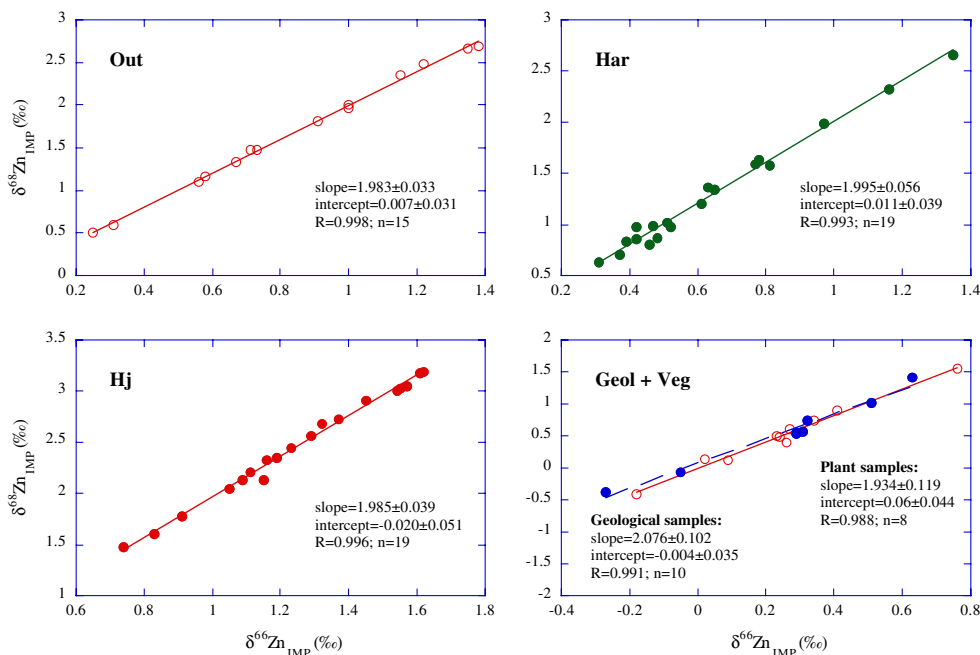 Out
δ⁶⁸Zn_IMP (‰)
3
2.5
2
1.5
1
0.5
0
0.2 0.4 0.6 0.8 1 1.2 1.4
slope=1.983±0.033
intercept=0.007±0.031
R=0.998, n=15
Har
3
2.5
2
1.5
1
0.5
0.2 0.4 0.6 0.8 1 1.2 1.4
slope=1.995±0.056
intercept=0.011±0.039
R=0.993, n=19
Hj
δ⁶⁸Zn_IMP (‰)
3.5
3
2.5
2
1.5
1
0.6 0.8 1 1.2 1.4 1.6 1.8
δ⁶⁶Zn_IMP (‰)
slope=1.985±0.039
intercept=-0.020±0.051
R=0.996; n=19
Geol + Veg
2
1.5
1
0.5
0
-0.5
-1
-1.5
-2
-0.4 -0.2 0 0.2 0.4 0.6 0.8
δ⁶⁶Zn_IMP (‰)
Plant samples:
slope=1.934±0.119
intercept=0.06±0.044
R=0.988; n=8
Geological samples:
slope=2.076±0.102
intercept=-0.004±0.035
R=0.991; n=10